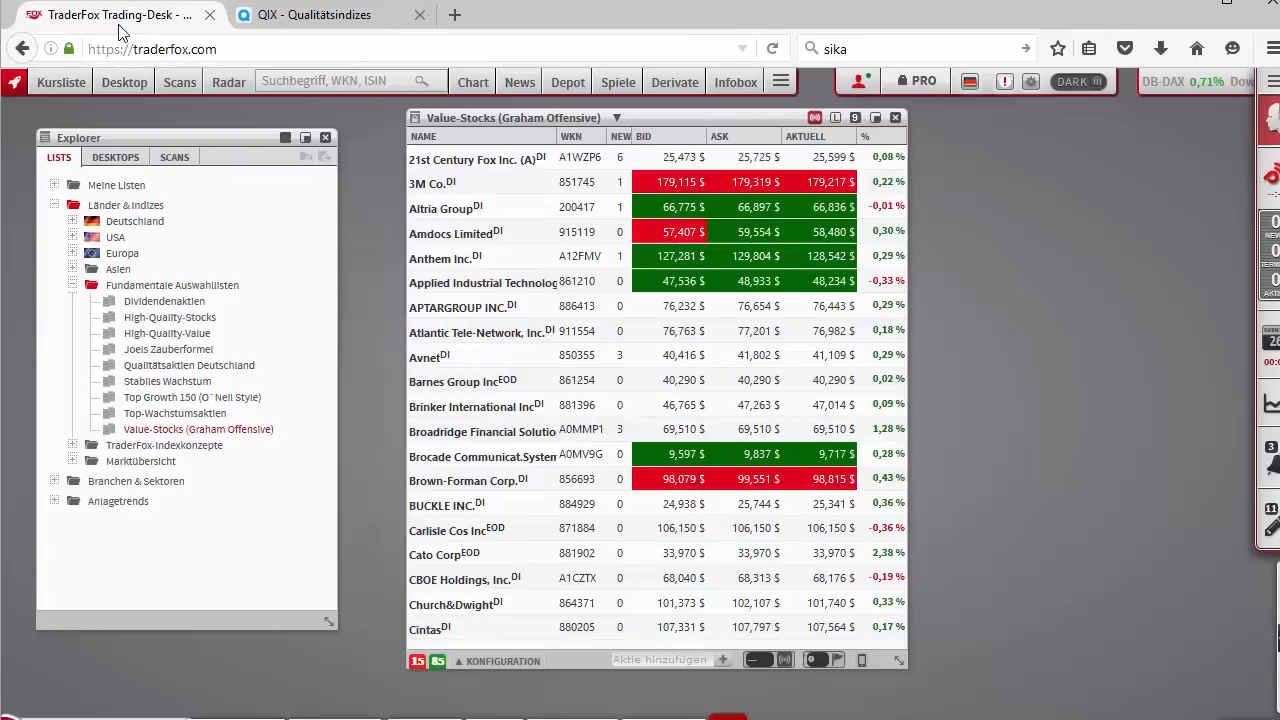 TraderFox Trading-Desk - ...
QIX - Qualitätsindizes
https://traderfox.com
sika
Kursliste
Desktop
Scans
Radar
Suchbegriff, WKN, ISIN
Chart
News
Depot
Spiele
Derivate
Infobox
PRO
DARK
DB-DAX 0,71% Dow
Explorer
LISTS DESKTOPS SCANS
Meine Listen
Länder & Indizes
Deutschland
USA
Europa
Asien
Fundamentale Auswahllisten
Dividendenaktien
High-Quality-Stocks
High-Quality-Value
Joels Zauberformel
Qualitätsaktien Deutschland
Stabiles Wachstum
Top Growth 150 (O`Neil Style)
Top-Wachstumsaktien
Value-Stocks (Graham Offensive)
TraderFox-Indexkonzepte
Marktübersicht
Branchen & Sektoren
Anlagetrends
Value-Stocks (Graham Offensive) ▼
L 9
NAME WKN NEW BID ASK AKTUELL %
21st Century Fox Inc. (A)DI A1WZP6 6 25,473 $ 25,725 $ 25,599 $ 0,08 %
3M Co.DI 851745 1 179,115 $ 179,319 $ 179,217 $ 0,22 %
Altria GroupDI 200417 1 66,775 $ 66,897 $ 66,836 $ -0,01 %
Amdocs LimitedDI 915119 0 57,407 $ 59,554 $ 58,480 $ 0,30 %
Anthem Inc.DI A12FMV 1 127,281 $ 129,804 $ 128,542 $ 0,29 %
Applied Industrial Technolog 861210 0 47,536 $ 48,933 $ 48,234 $ -0,33 %
APTARGROUP INC.DI 886413 0 76,232 $ 76,654 $ 76,443 $ 0,29 %
Atlantic Tele-Network, Inc.DI 911554 0 76,763 $ 77,201 $ 76,982 $ 0,18 %
AvnetDI 850355 3 40,416 $ 41,802 $ 41,109 $ 0,29 %
Barnes Group IncEOD 861254 0 40,290 $ 40,290 $ 40,290 $ 0,02 %
Brinker International IncDI 881396 0 46,765 $ 47,263 $ 47,014 $ 0,09 %
Broadridge Financial Solutio A0MMP1 3 69,510 $ 69,510 $ 69,510 $ 1,28 %
Brocade Communicat.System A0MV9G 0 9,597 $ 9,837 $ 9,717 $ 0,28 %
Brown-Forman Corp.DI 856693 0 98,079 $ 99,551 $ 98,815 $ 0,43 %
BUCKLE INC.DI 884929 0 24,938 $ 25,744 $ 25,341 $ 0,36 %
Carlisle Cos IncEOD 871884 0 106,150 $ 106,150 $ 106,150 $ -0,36 %
Cato CorpEOD 881902 0 33,970 $ 33,970 $ 33,970 $ 2,38 %
CBOE Holdings, Inc.DI A1CZTX 0 68,040 $ 68,313 $ 68,176 $ -0,19 %
Church&DwightDI 864371 0 101,373 $ 102,107 $ 101,740 $ 0,33 %
CintasDI 880205 0 107,331 $ 107,797 $ 107,564 $ 0,17 %
15 85 ▲ KONFIGURATION Aktie hinzufügen
3
11